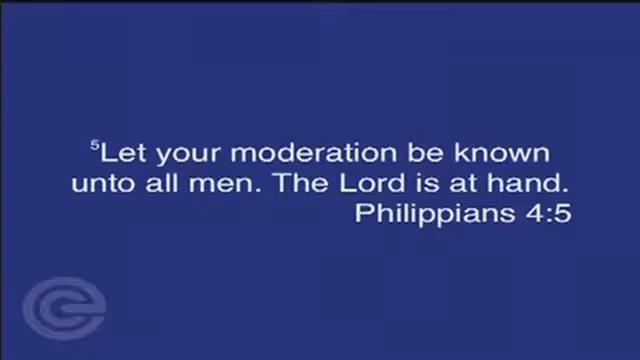 ⁵Let your moderation be known
unto all men. The Lord is at hand.
Philippians 4:5